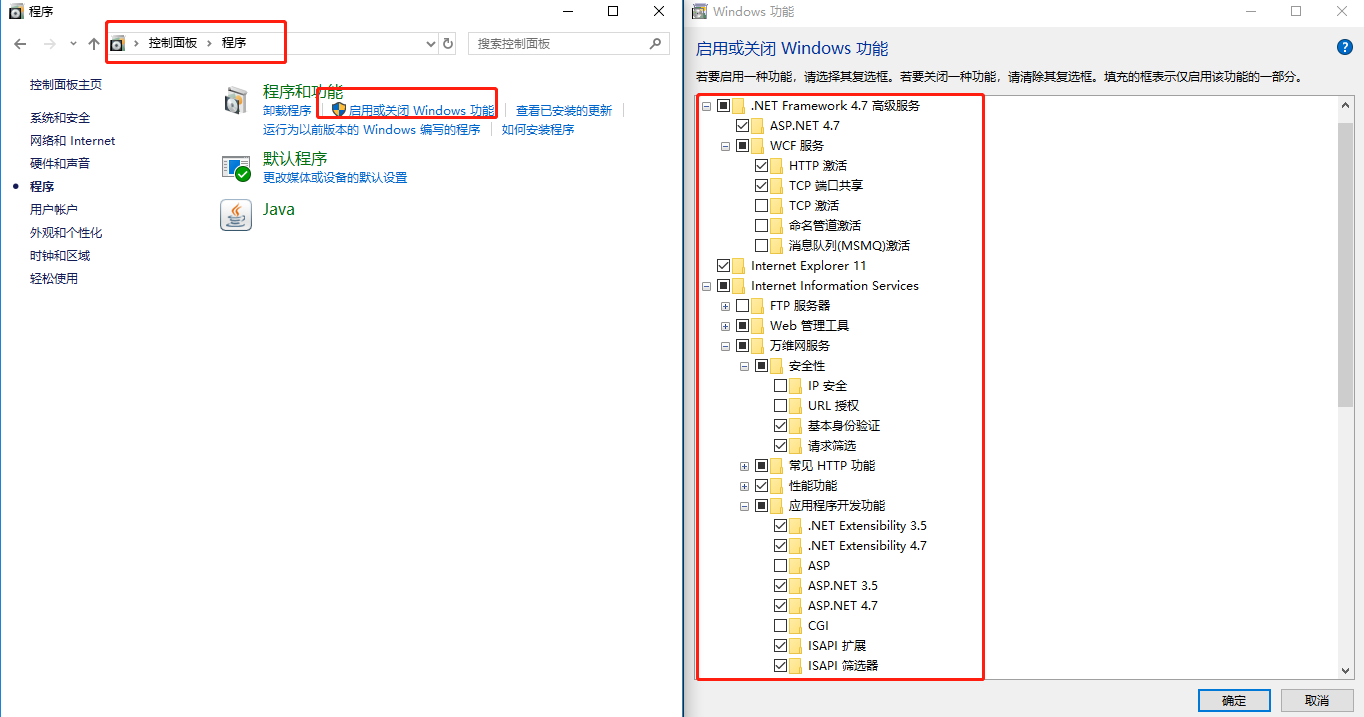 程序
控制面板 程序
搜索控制面板
控制面板主页
系统和安全
网络和 Internet
硬件和声音
程序
用户帐户
外观和个性化
时钟和区域
轻松使用
程序和功能
卸载程序 启用或关闭 Windows 功能 查看已安装的更新
运行为以前版本的 Windows 编写的程序 如何安装程序
默认程序
更改媒体或设备的默认设置
Java
Windows 功能
启用或关闭 Windows 功能
若要启用一种功能，请选择其复选框。若要关闭一种功能，请清除其复选框。填充的框表示仅启用该功能的一部分。
.NET Framework 4.7 高级服务
ASP.NET 4.7
WCF 服务
HTTP 激活
TCP 端口共享
TCP 激活
命名管道激活
消息队列(MSMQ)激活
Internet Explorer 11
Internet Information Services
FTP 服务器
Web 管理工具
万维网服务
安全性
IP 安全
URL 授权
基本身份验证
请求筛选
常见 HTTP 功能
性能功能
应用程序开发功能
.NET Extensibility 3.5
.NET Extensibility 4.7
ASP
ASP.NET 3.5
ASP.NET 4.7
CGI
ISAPI 扩展
ISAPI 筛选器
确定 取消